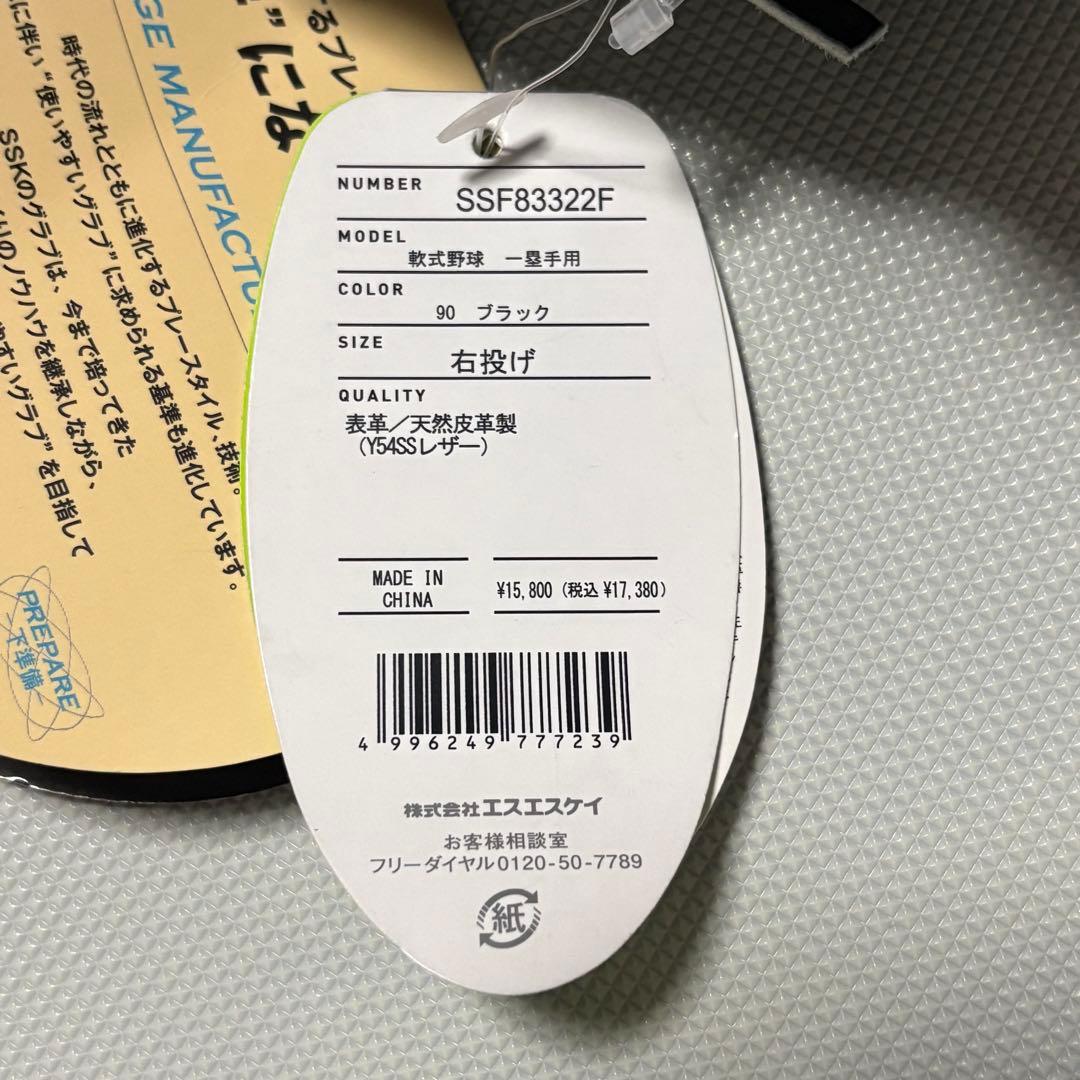 NUMBER
SSF83322F
MODEL
軟式野球 一塁手用
COLOR
90 ブラック
SIZE
右投げ
QUALITY
表革／天然皮革製
（Y54SSレザー）
MADE IN
CHINA
¥15,800（税込¥17,380）
4996249777239
株式会社エスエスケイ
お客様相談室
フリーダイヤル0120-50-7789
紙
るプレ
”にな
GE MANUFACTU
時代の流れとともに進化するプレースタイル、技術。
に伴い“使いやすいグラブ”に求められる基準も進化しています。
SSKのグラブは、今まで培ってきた
りのノウハウを継承しながら、
やすいグラブ”を目指して
PREPARE
下準備